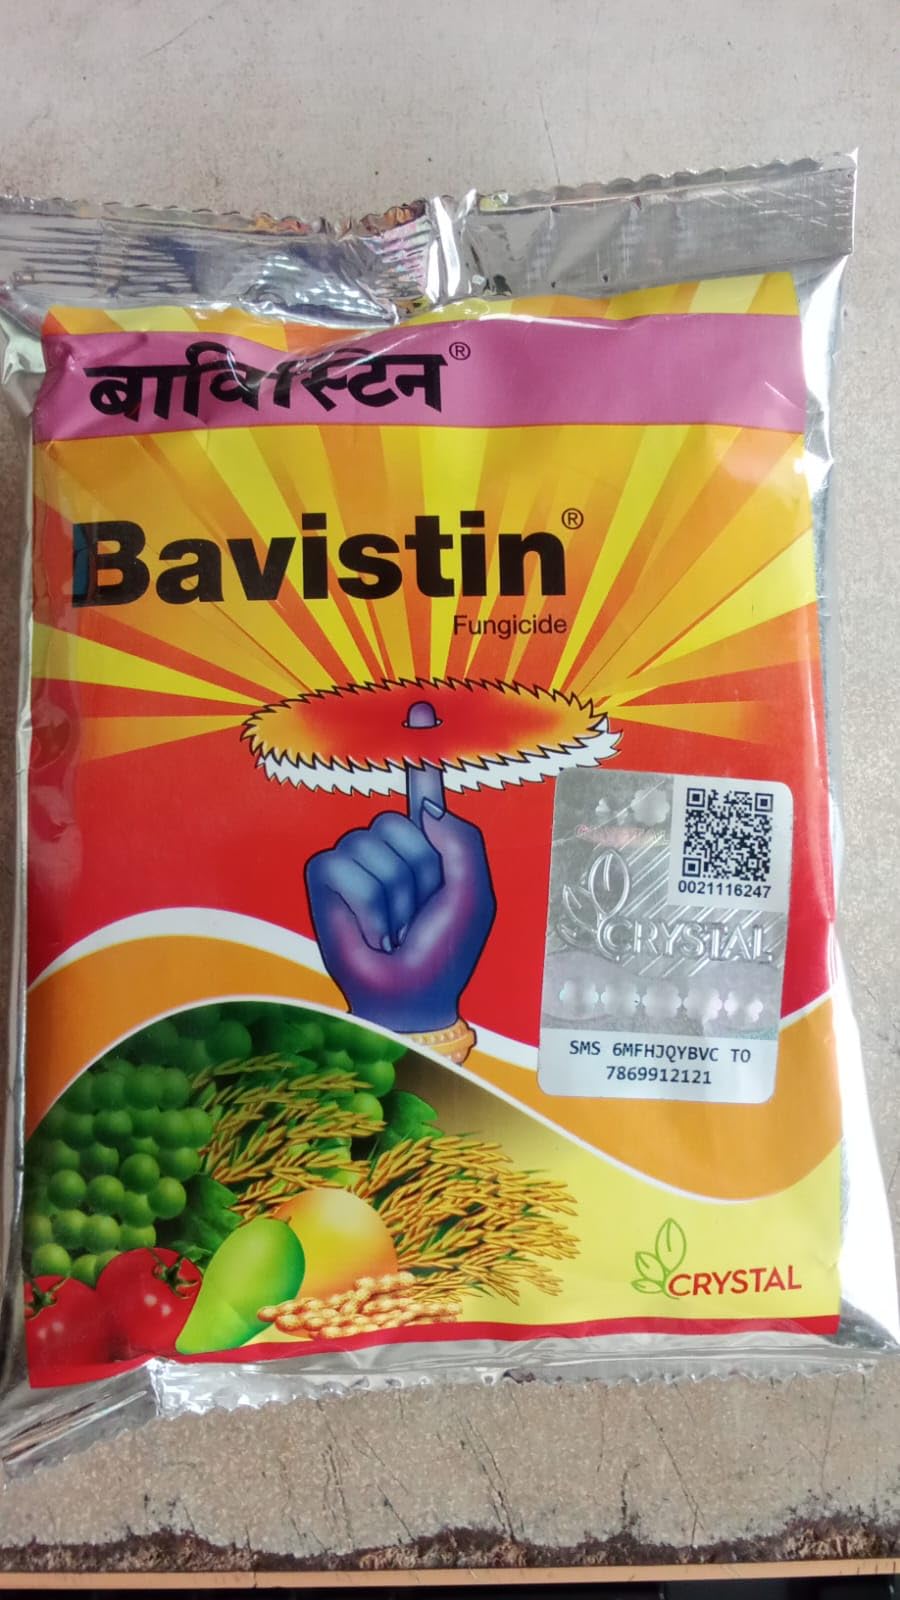 बाविस्टिन®
Bavistin®
Fungicide
0021116247
CRYSTAL
SMS 6MFHJQYBVC TO
7869912121
CRYSTAL